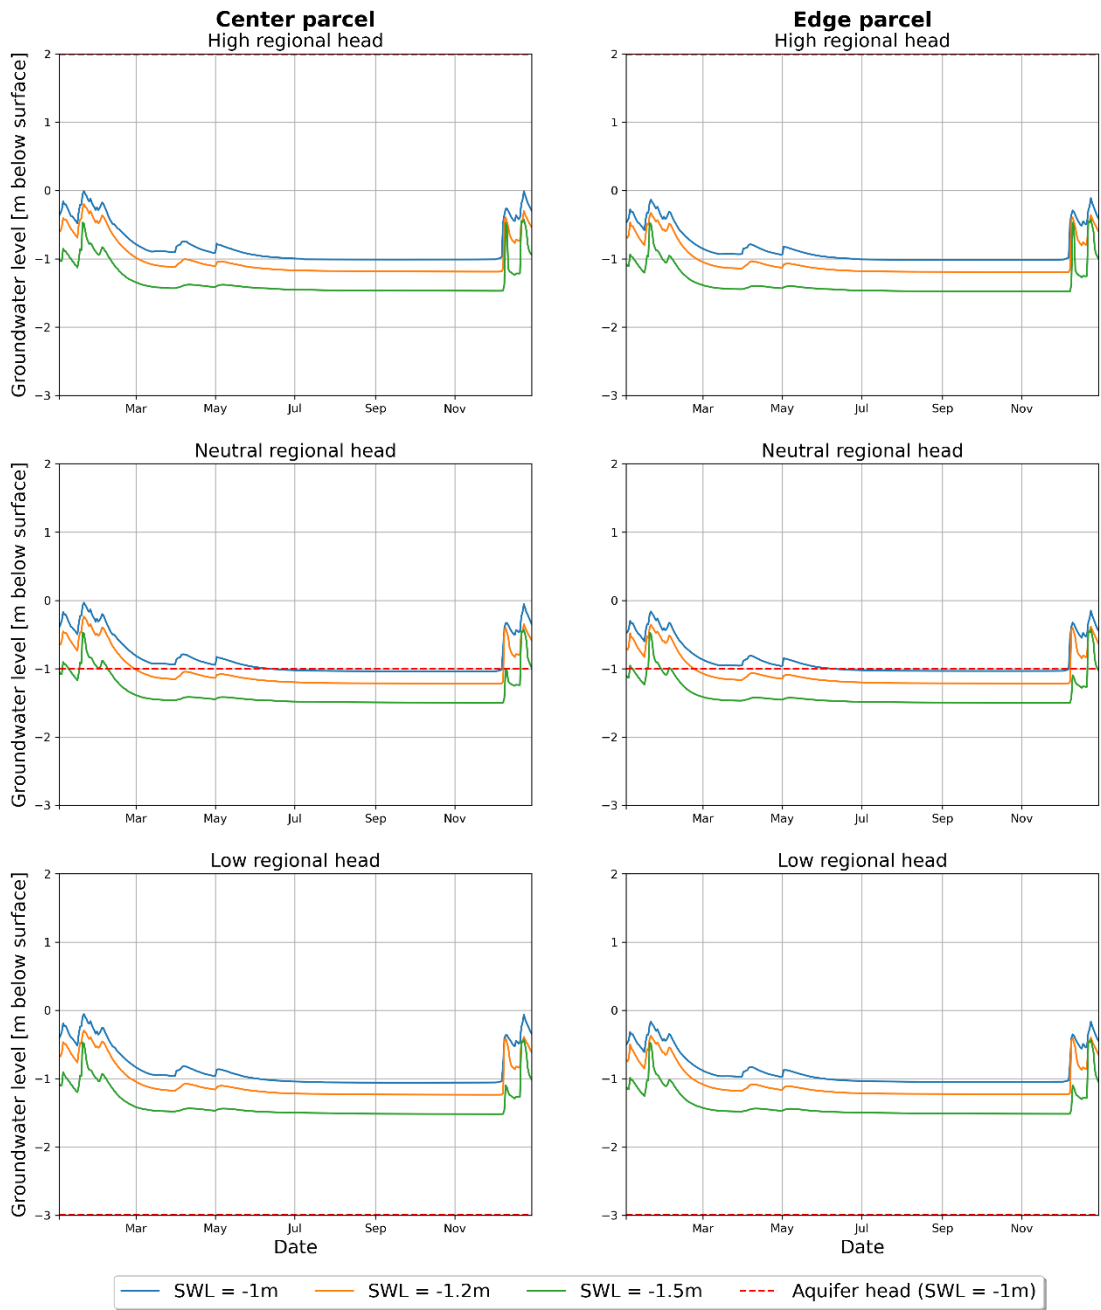 Center parcel
High regional head
Edge parcel
High regional head
Groundwater level [m below surface]
2
1
0
−1
−2
−3
Mar May Jul Sep Nov
2
1
0
−1
−2
−3
Mar May Jul Sep Nov
Neutral regional head
Neutral regional head
Groundwater level [m below surface]
2
1
0
−1
−2
−3
Mar May Jul Sep Nov
2
1
0
−1
−2
−3
Mar May Jul Sep Nov
Low regional head
Low regional head
Groundwater level [m below surface]
2
1
0
−1
−2
−3
Mar May Jul Sep Nov
Date
2
1
0
−1
−2
−3
Mar May Jul Sep Nov
Date
SWL = -1m SWL = -1.2m SWL = -1.5m Aquifer head (SWL = -1m)